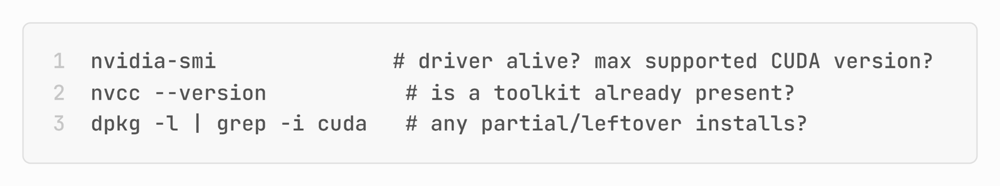 1 nvidia-smi              # driver alive? max supported CUDA version?
2 nvcc --version           # is a toolkit already present?
3 dpkg -l | grep -i cuda   # any partial/leftover installs?